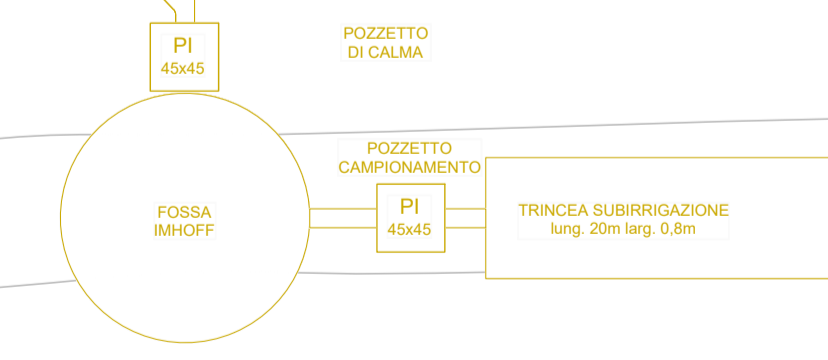 PI
45x45
POZZETTO
DI CALMA
POZZETTO
CAMPIONAMENTO
PI
45x45
FOSSA
IMHOFF
TRINCEA SUBIRRIGAZIONE
lung. 20m larg. 0,8m